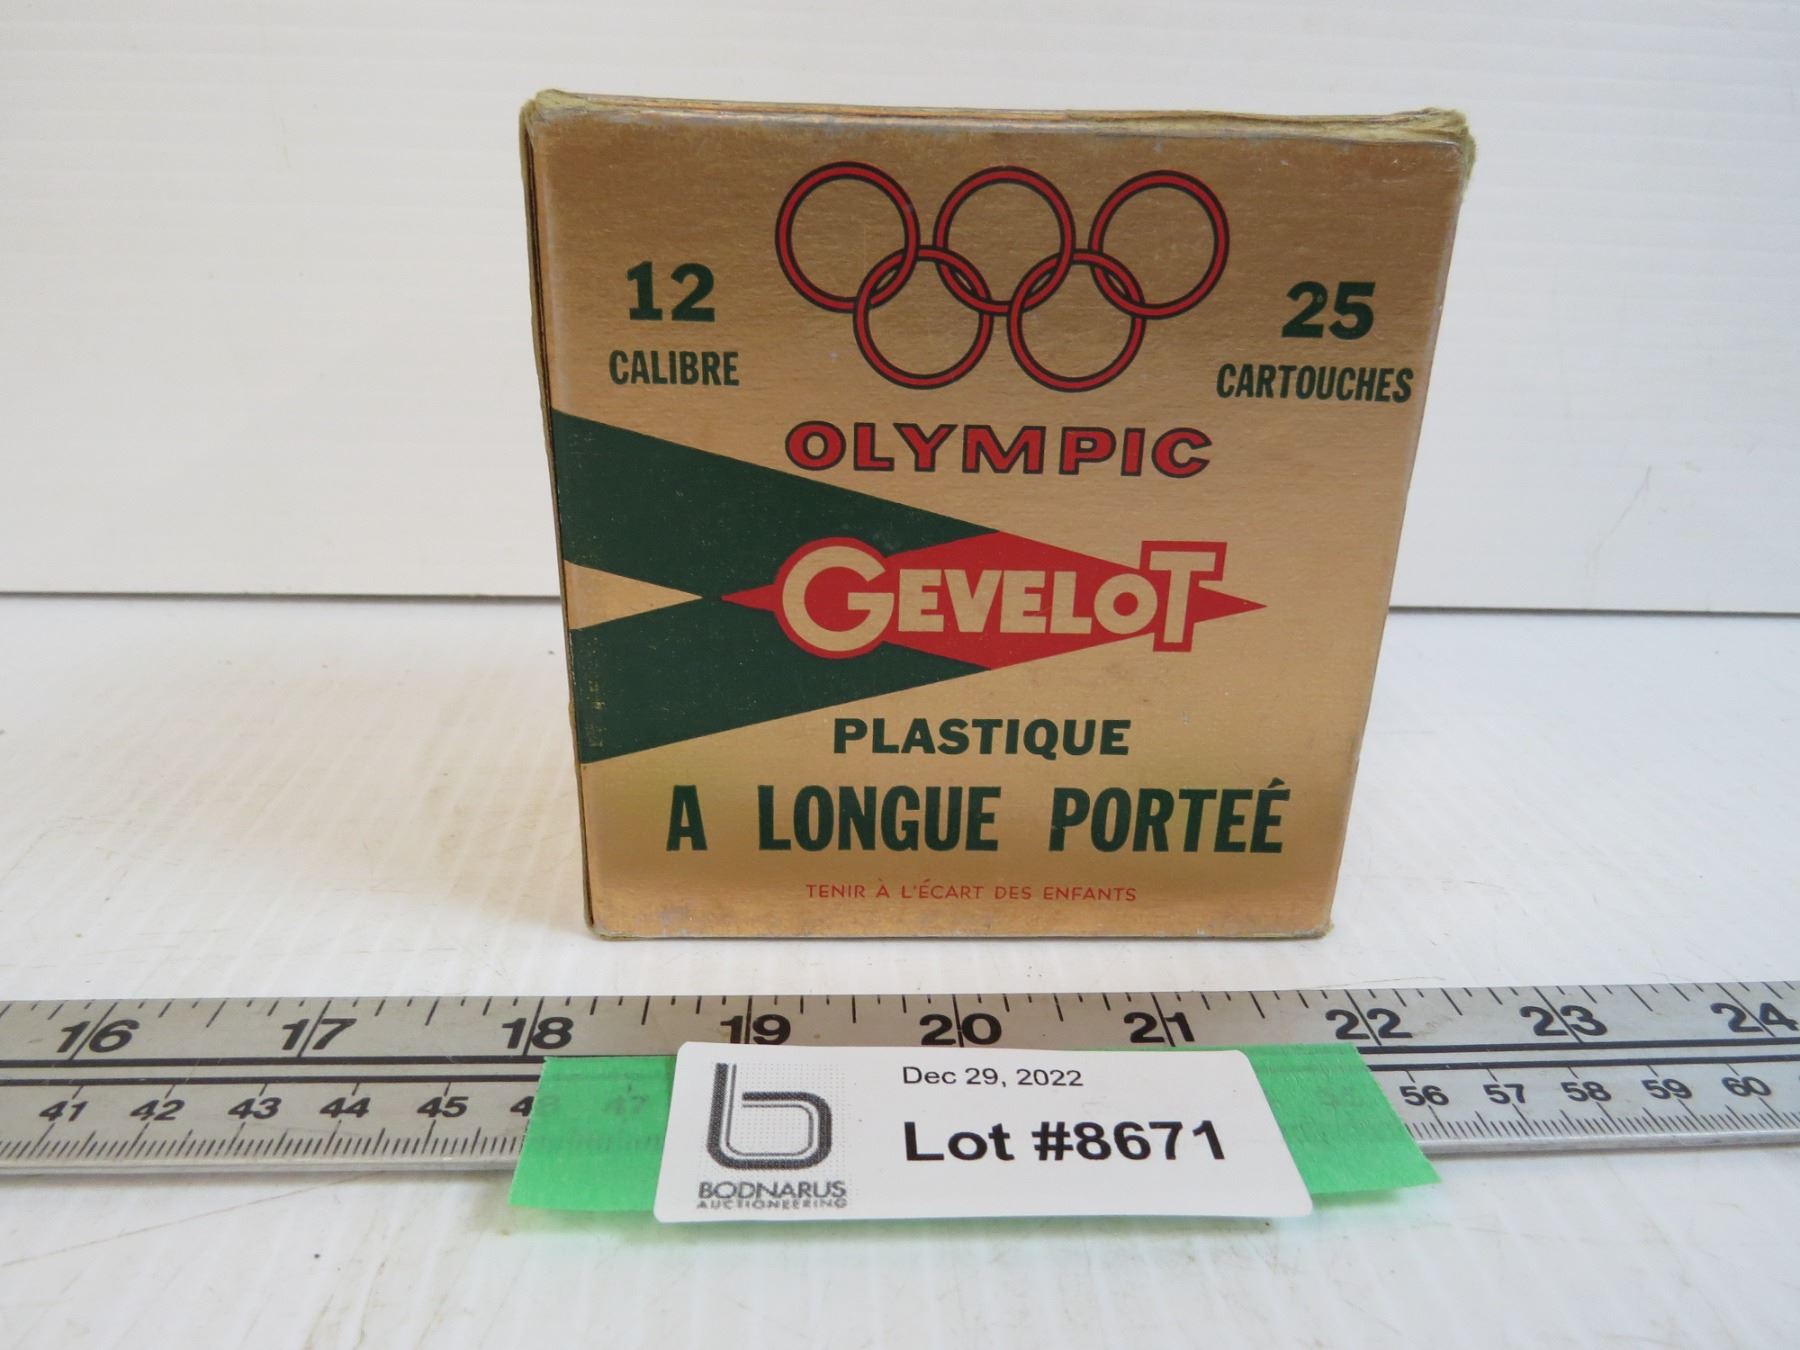 12
CALIBRE
25
CARTOUCHES
OLYMPIC
GEVELOT
PLASTIQUE
A LONGUE PORTEÉ
TENIR À L'ÉCART DES ENFANTS
16 17 18 19 20 21 22 23 24
41 42 43 44 45 47 56 57 58 59 60
Dec 29, 2022
Lot #8671
b
BODNARUS
AUCTIONEERING